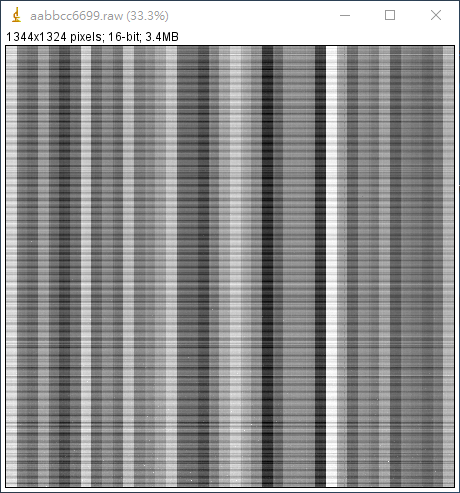 aabbcc6699.raw (33.3%)
1344x1324 pixels; 16-bit; 3.4MB